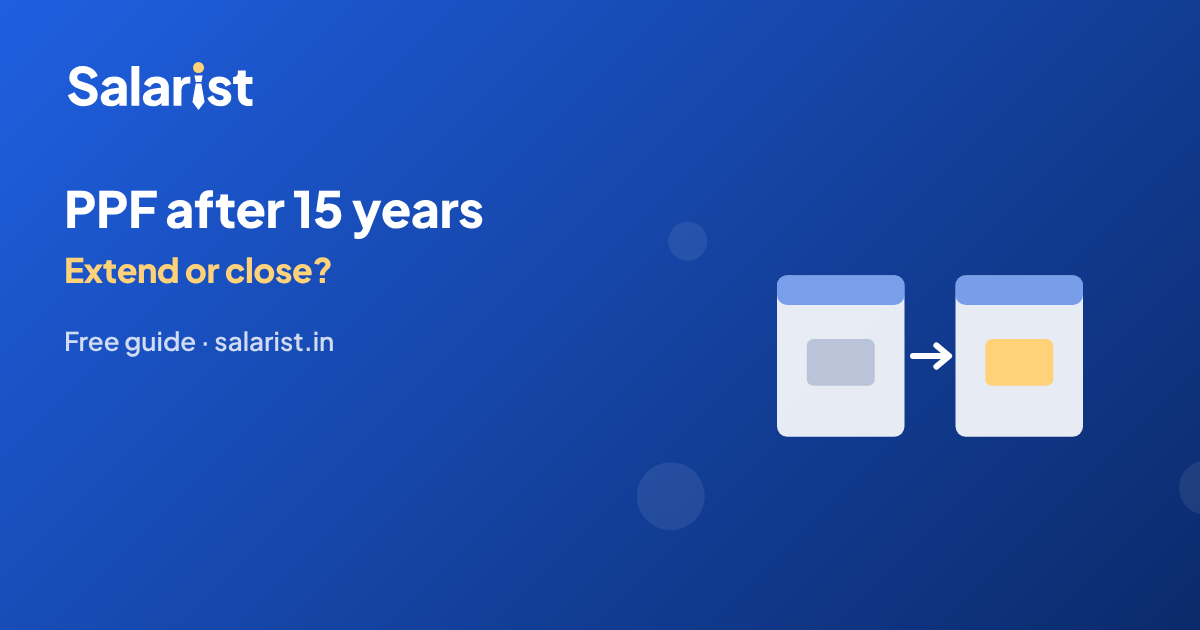 Salarist
PPF after 15 years
Extend or close?
Free guide · salarist.in